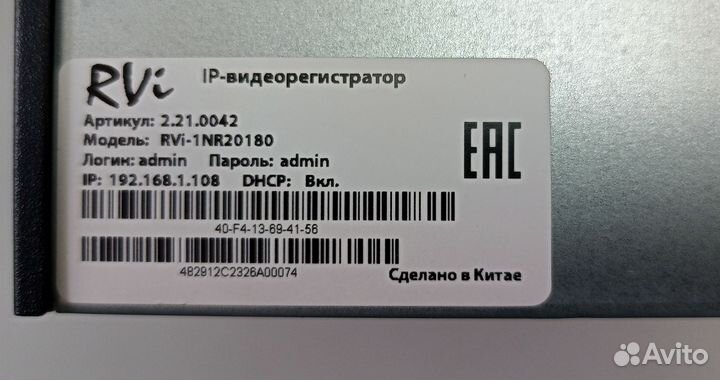 RVi IP-видеорегистратор
Артикул: 2.21.0042
Модель: RVi-1NR20180
Логин: admin Пароль: admin
IP: 192.168.1.108 DHCP: Вкл.
EAC
40-F4-13-69-41-56
482912C2326A00074
Сделано в Китае
Avito